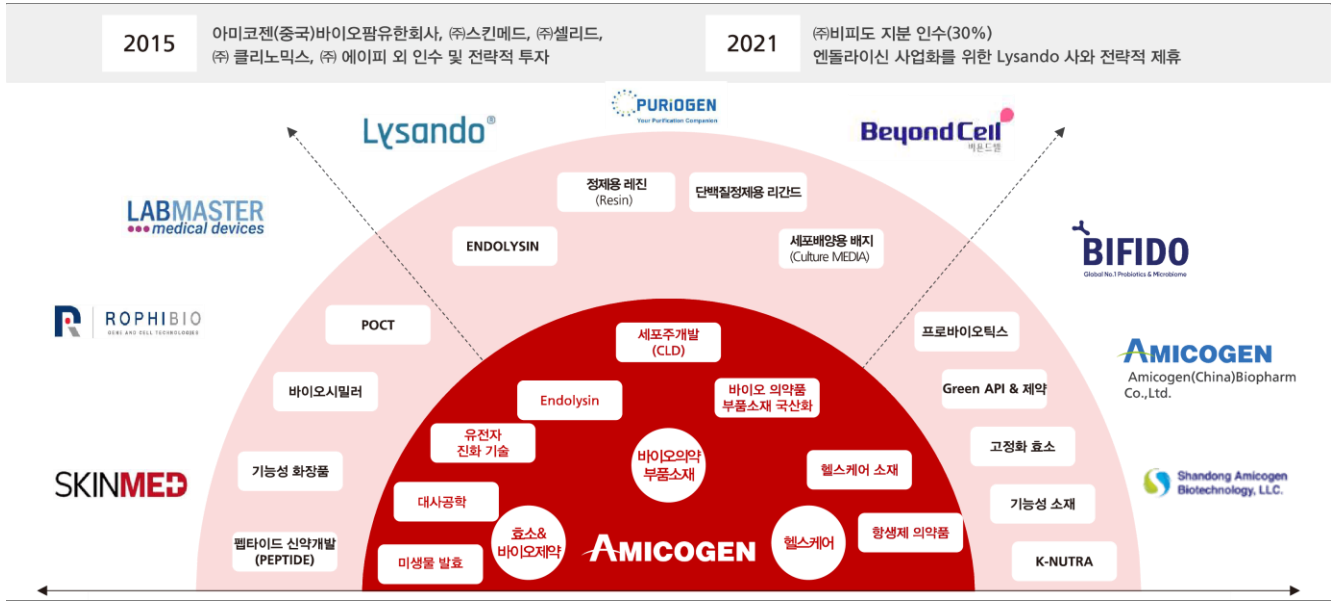 2015
아미코젠(중국)바이오팜유한회사, ㈜스킨메드, ㈜셀리드,
㈜ 클리노믹스, ㈜ 에이피 외 인수 및 전략적 투자
2021
㈜비피도 지분 인수(30%)
엔돌라이신 사업화를 위한 Lysando 사와 전략적 제휴
PURiOGEN
Your Purification Companion
Lysando®
Beyond Cell
비욘드셀
LABMASTER
medical devices
BIFIDO
Global No.1 Probiotics & Microbiome
ROPHIBIO
GENE AND CELL TECHNOLOGIES
AMICOGEN
Amicogen(China)Biopharm
Co.,Ltd.
SKINMED
Shandong Amicogen
Biotechnology, LLC.
정제용 레진
(Resin)
단백질정제용 리간드
ENDOLYSIN
세포배양용 배지
(Culture MEDIA)
POCT
프로바이오틱스
바이오시밀러
Green API & 제약
기능성 화장품
고정화 효소
기능성 소재
펩타이드 신약개발
(PEPTIDE)
K-NUTRA
세포주개발
(CLD)
Endolysin
바이오 의약품
부품소재 국산화
유전자
진화 기술
바이오의약
부품소재
헬스케어 소재
대사공학
효소&
바이오제약
AMICOGEN
헬스케어
항생제 의약품
미생물 발효